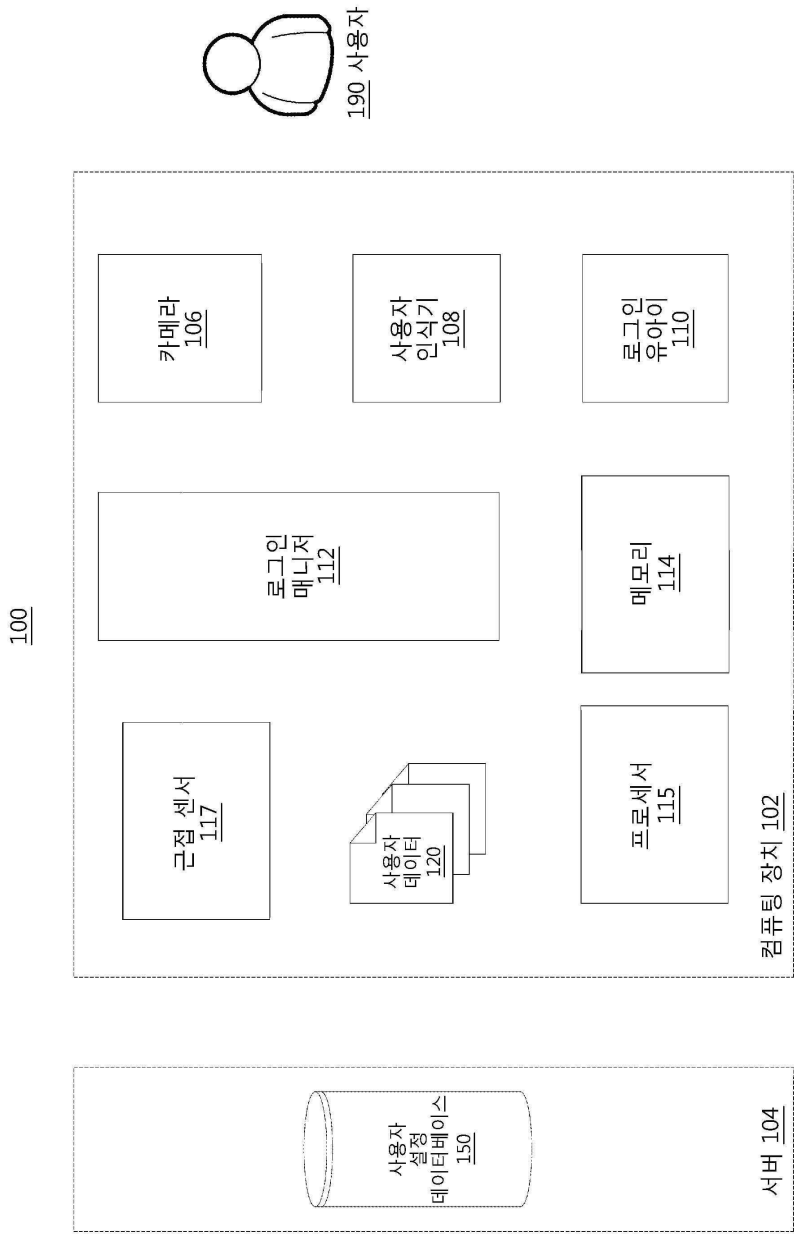 100
서버 104
사용자
설정
데이터베이스
150
컴퓨팅 장치 102
근접 센서
117
사용자
데이터
120
프로세서
115
로그인
매니저
112
메모리
114
카메라
106
사용자
인식기
108
로그인
유아이
110
190 사용자